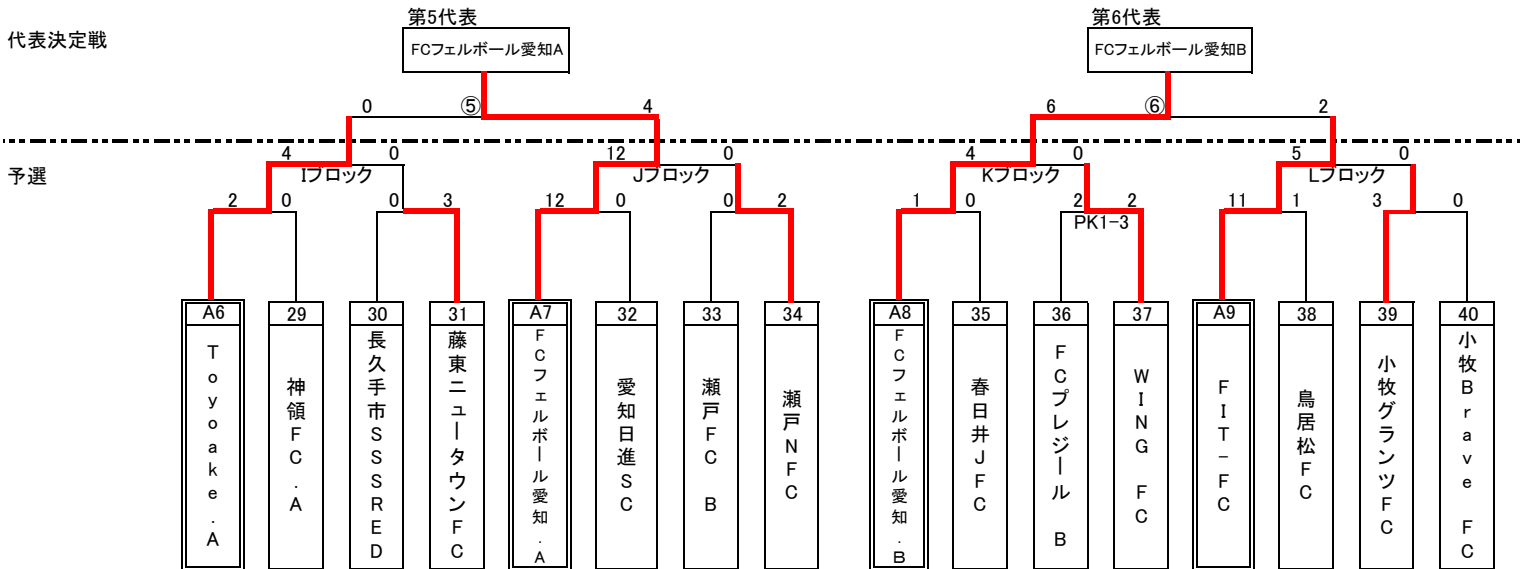 第5代表
第6代表
代表決定戦
FCフェルボール愛知A
FCフェルボール愛知B
0 ⑤ 4
6 ⑥ 2
4 0
12 0
4 0
5 0
予選
Iブロック
Jブロック
Kブロック
Lブロック
2 0
0 3
12 0
0 2
1 0
2 2
11 1
3 0
PK1-3
A6 29 30 31 A7 32 33 34 A8 35 36 37 A9 38 39 40
Toyoake.A
神領FC.A
長久手市SSSRED
藤東ニュータウンFC
FCフェルボール愛知.A
愛知日進SC
瀬戸FC B
瀬戸NFC
FCフェルボール愛知.B
春日井JFC
FCプレジール B
WING FC
FIT-FC
鳥居松FC
小牧グランツFC
小牧Brave FC